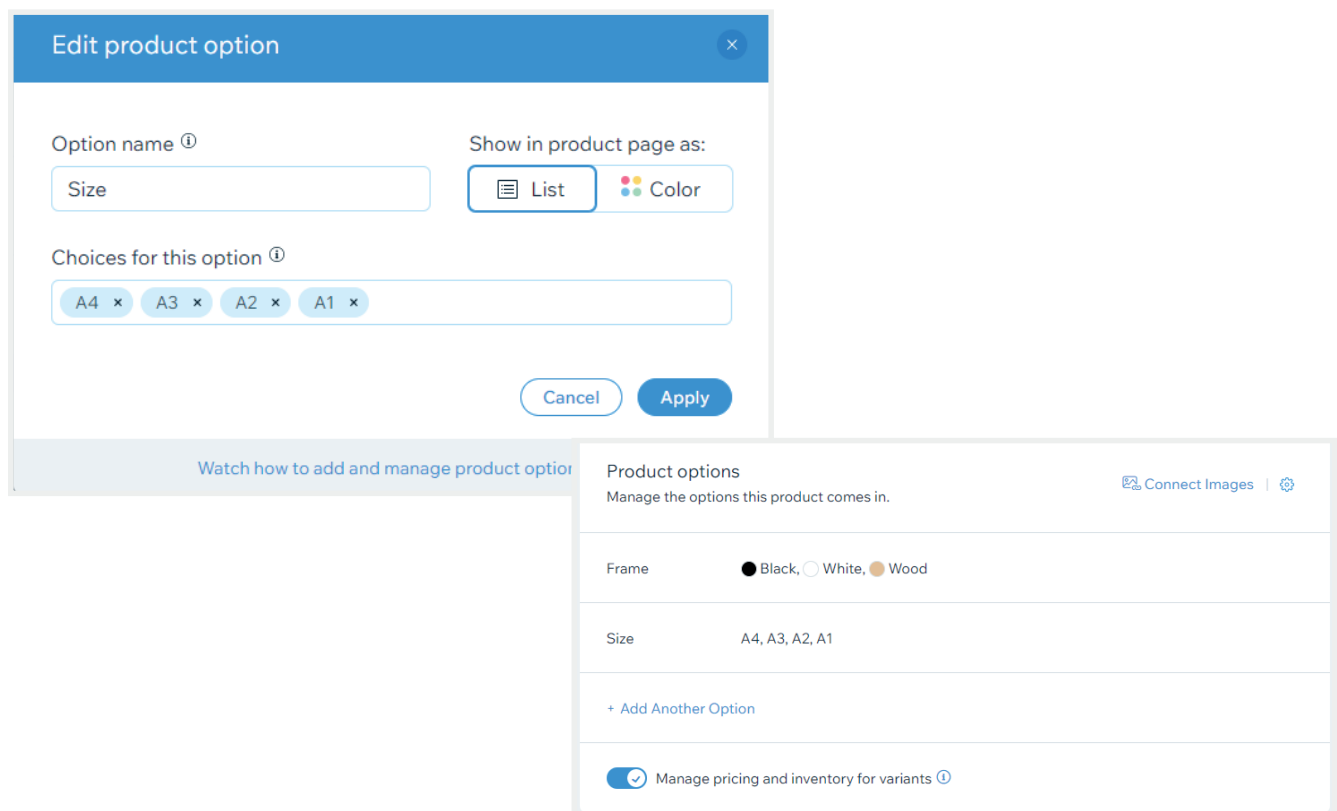 Edit product option
Option name
Show in product page as:
Size
List
Color
Choices for this option
A4 × A3 × A2 × A1 ×
Cancel
Apply
Watch how to add and manage product option
Product options
Manage the options this product comes in.
Connect Images
Frame
Black, White, Wood
Size
A4, A3, A2, A1
+ Add Another Option
Manage pricing and inventory for variants